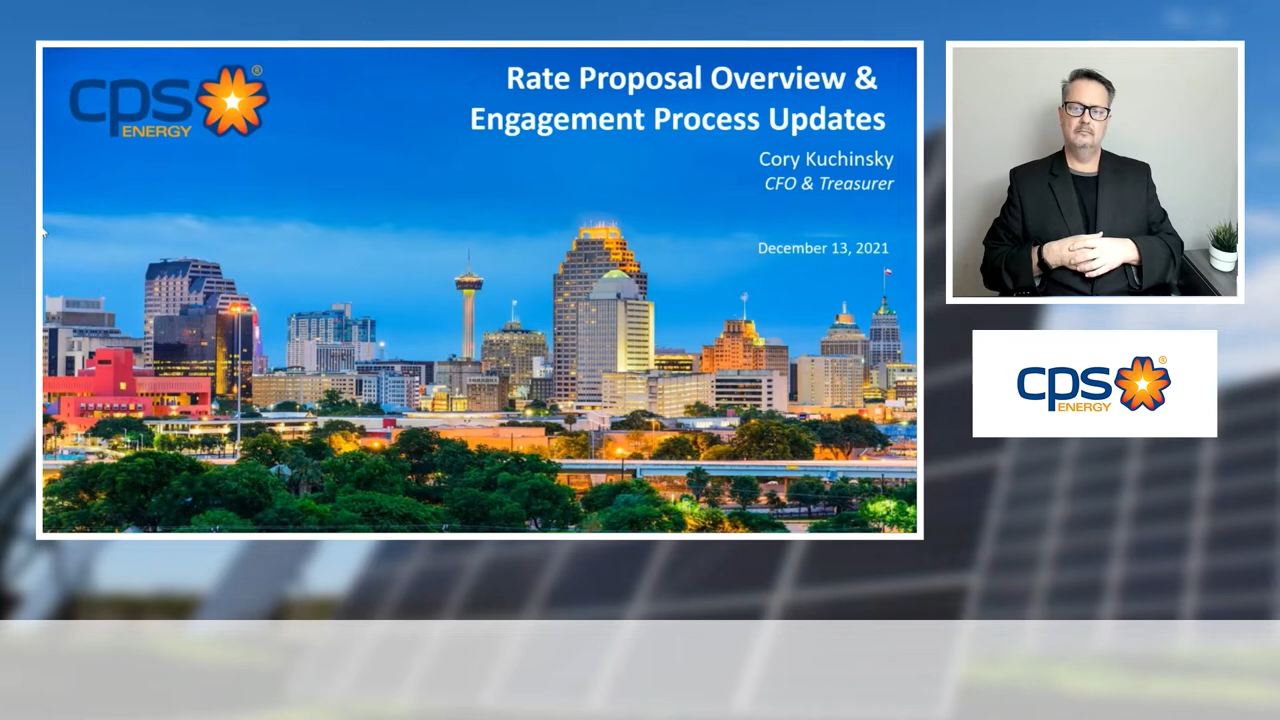 cps
ENERGY
®
Rate Proposal Overview &
Engagement Process Updates
Cory Kuchinsky
CFO & Treasurer
December 13, 2021
cps
ENERGY
®